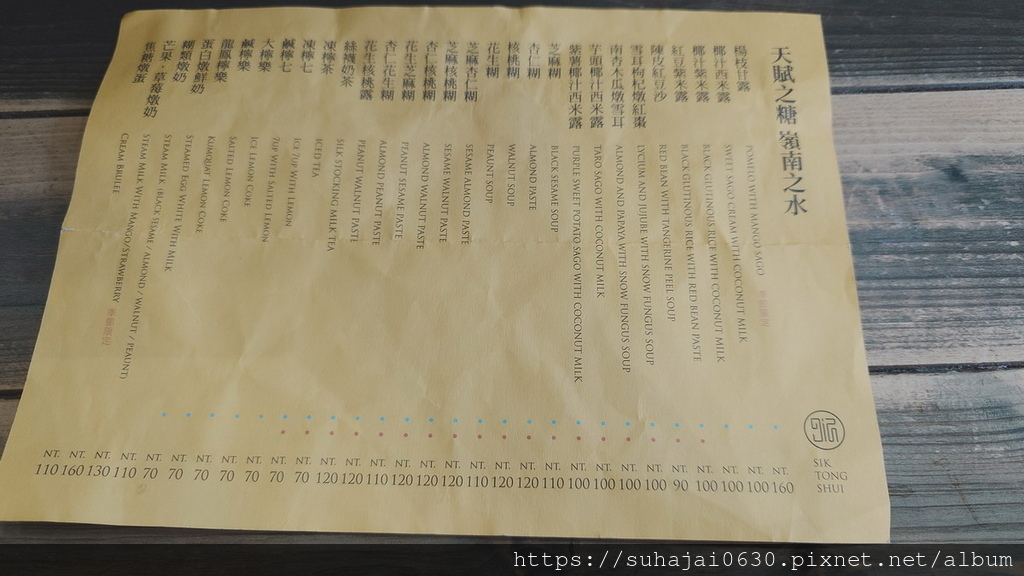 天賦之糖 嶺南之水
楊枝甘露 POMELO WITH MANGO SAGO 季節限定 NT. 160
椰汁西米露 SWEET SAGO CREAM WITH COCONUT MILK NT. 100
椰汁紫米露 BLACK GLUTINOUS RICE WITH COCONUT MILK NT. 100
紅豆紫米露 BLACK GLUTINOUS RICE WITH RED BEAN PASTE NT. 100
陳皮紅豆沙 RED BEAN WITH TANGERINE PEEL SOUP NT. 90
雪耳枸杞燉紅棗 LYCIUM AND JUJUBE WITH SNOW FUNGUS SOUP NT. 100
南杏木瓜燉雪耳 ALMOND AND PAPAYA WITH SNOW FUNGUS SOUP NT. 100
芋頭椰汁西米露 TARO SAGO WITH COCONUT MILK NT. 100
紫薯椰汁西米露 PURPLE SWEET POTATO SAGO WITH COCONUT MILK NT. 100
芝麻糊 BLACK SESAME SOUP NT. 110
杏仁糊 ALMOND PASTE NT. 120
核桃糊 WALNUT SOUP NT. 120
花生糊 PEAUNT SOUP NT. 110
芝麻杏仁糊 SESAME ALMOND PASTE NT. 120
芝麻核桃糊 SESAME WALNUT PASTE NT. 120
杏仁核桃糊 ALMOND WALNUT PASTE NT. 120
花生芝麻糊 PEAUNT SESAME PASTE NT. 110
杏仁花生糊 ALMOND PEANUT PASTE NT. 120
花生核桃露 PEAUNT WALNUT PASTE NT. 120
絲襪奶茶 SILK STOCKING MILK TEA NT. 70
凍檸茶 ICED TEA NT. 70
凍檸七 ICE 7UP WITH LEMON NT. 70
鹹檸七 7UP WITH SALTED LEMON NT. 70
大檸樂 ICE LEMON COKE NT. 70
鹹檸樂 SALTED LEMON COKE NT. 70
龍鳳檸樂 KUMQUAT LEMON COKE NT. 70
蛋白燉鮮奶 STEAMED EGG WHITE WITH MILK NT. 110
糊類燉奶 STEAM MILK (BLACK SESAME / ALMOND / WALNUT / PEAUNT) NT. 130
芒果、草莓燉奶 STEAM MILK WITH MANGO/STRAWBERRY 季節限定 NT. 160
焦糖燉蛋 CREAM BRULEE NT. 110
SIK
TONG
SHUI
https://suhajai0630.pixnet.net/album